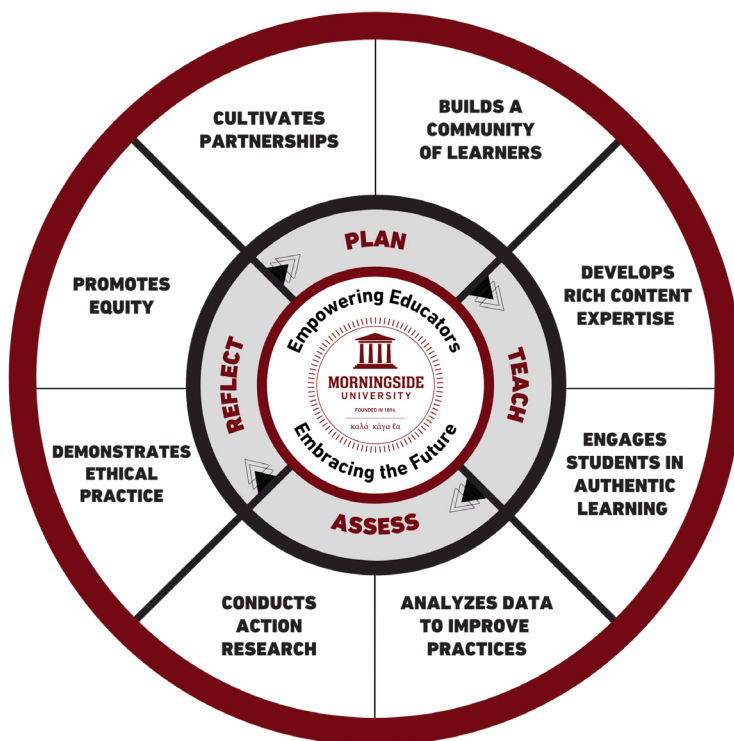 CULTIVATES
PARTNERSHIPS
BUILDS A
COMMUNITY
OF LEARNERS
PROMOTES
EQUITY
DEVELOPS
RICH CONTENT
EXPERTISE
DEMONSTRATES
ETHICAL
PRACTICE
ENGAGES
STUDENTS IN
AUTHENTIC
LEARNING
CONDUCTS
ACTION
RESEARCH
ANALYZES DATA
TO IMPROVE
PRACTICES
PLAN
TEACH
ASSESS
REFLECT
Empowering Educators
MORNINGSIDE
UNIVERSITY
FOUNDED IN 1894
καλά κάγα ἔα
Embracing the Future